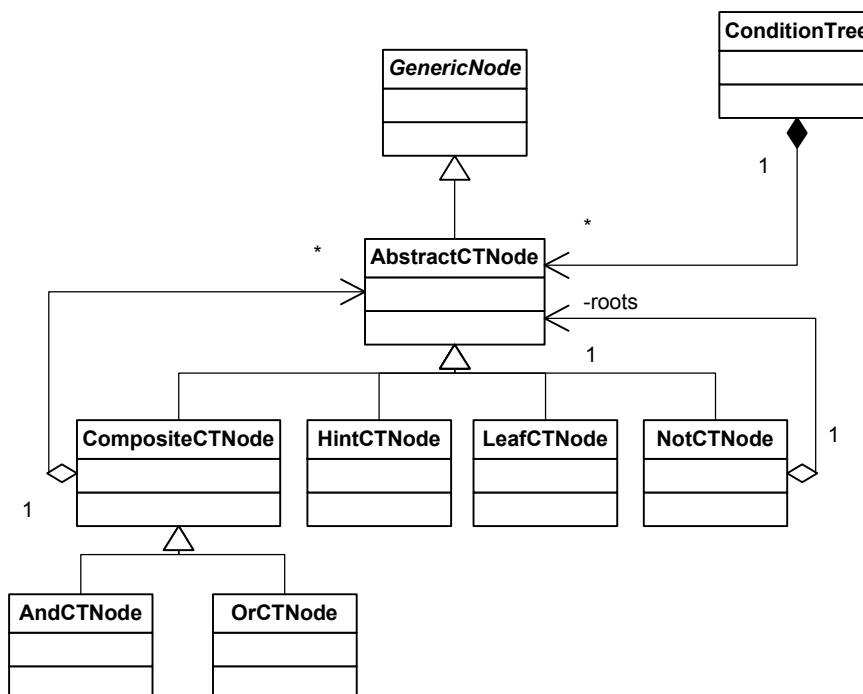 ConditionTree
GenericNode
1
*
*
AbstractCTNode
-roots
1
CompositeCTNode
HintCTNode
LeafCTNode
NotCTNode
1
1
AndCTNode
OrCTNode